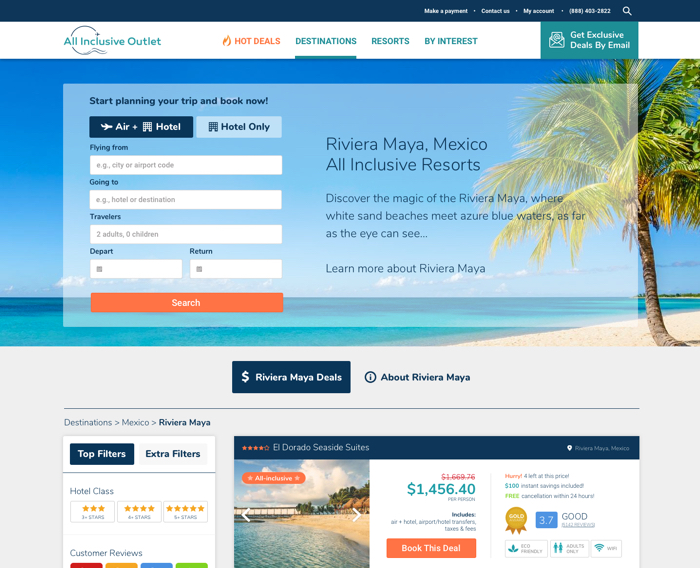 Make a payment • Contact us • My account • (888) 403-2822
All Inclusive Outlet
HOT DEALS DESTINATIONS RESORTS BY INTEREST
Get Exclusive
Deals By Email
Start planning your trip and book now!
Air + Hotel
Hotel Only
Flying from
e.g., city or airport code
Going to
e.g., hotel or destination
Travelers
2 adults, 0 children
Depart Return
Search
Riviera Maya, Mexico
All Inclusive Resorts
Discover the magic of the Riviera Maya, where
white sand beaches meet azure blue waters, as far
as the eye can see...
Learn more about Riviera Maya
$ Riviera Maya Deals
About Riviera Maya
Destinations > Mexico > Riviera Maya
Top Filters Extra Filters
Hotel Class
3+ STARS 4+ STARS 5+ STARS
Customer Reviews
El Dorado Seaside Suites
Riviera Maya, Mexico
All-inclusive
$1,669.76
$1,456.40
PER PERSON
Includes:
air + hotel, airport/hotel transfers,
taxes & fees
Book This Deal
Hurry! 4 left at this price!
$100 instant savings included!
FREE cancellation within 24 hours!
GOLD
3.7
GOOD
ECO
FRIENDLY
ADULTS
ONLY
WIFI